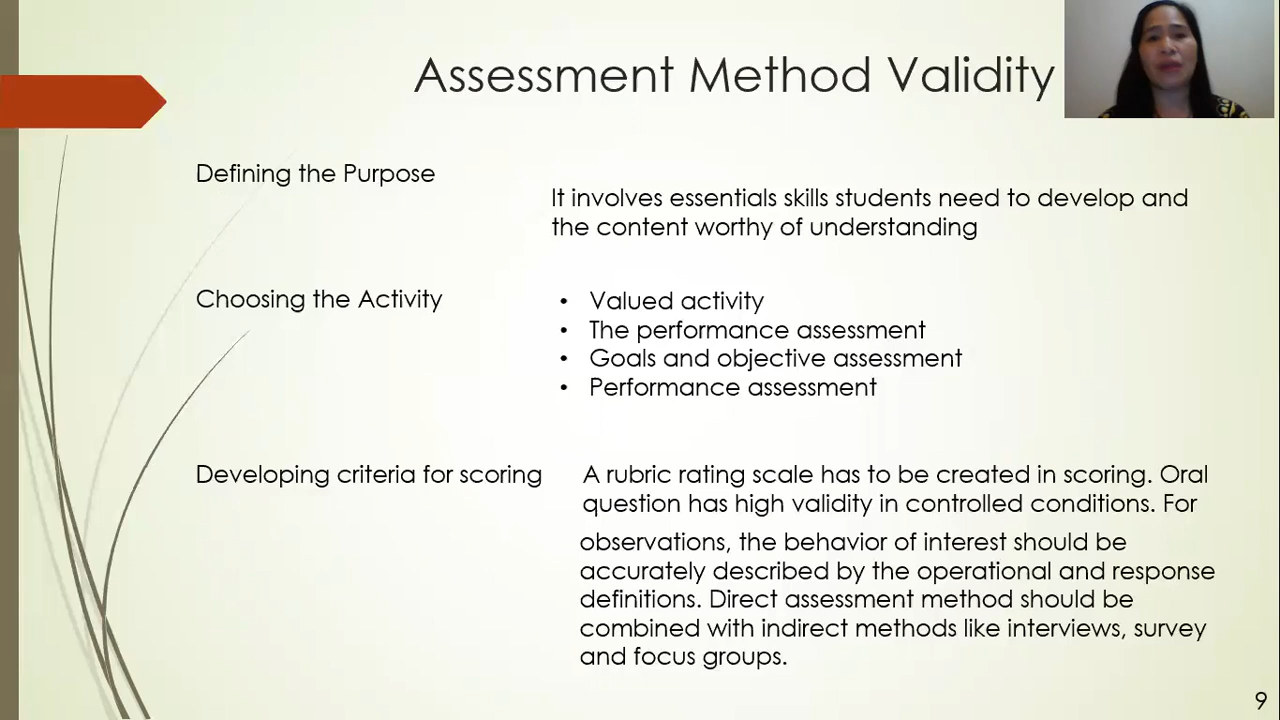 Assessment Method Validity
Defining the Purpose
It involves essentials skills students need to develop and
the content worthy of understanding
Choosing the Activity
• Valued activity
• The performance assessment
• Goals and objective assessment
• Performance assessment
Developing criteria for scoring
A rubric rating scale has to be created in scoring. Oral
question has high validity in controlled conditions. For
observations, the behavior of interest should be
accurately described by the operational and response
definitions. Direct assessment method should be
combined with indirect methods like interviews, survey
and focus groups.
9